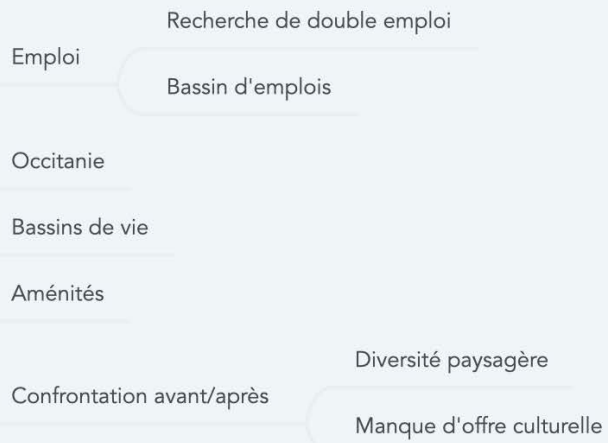 Recherche de double emploi
Emploi
Bassin d'emplois
Occitanie
Bassins de vie
Aménités
Diversité paysagère
Confrontation avant/après
Manque d'offre culturelle